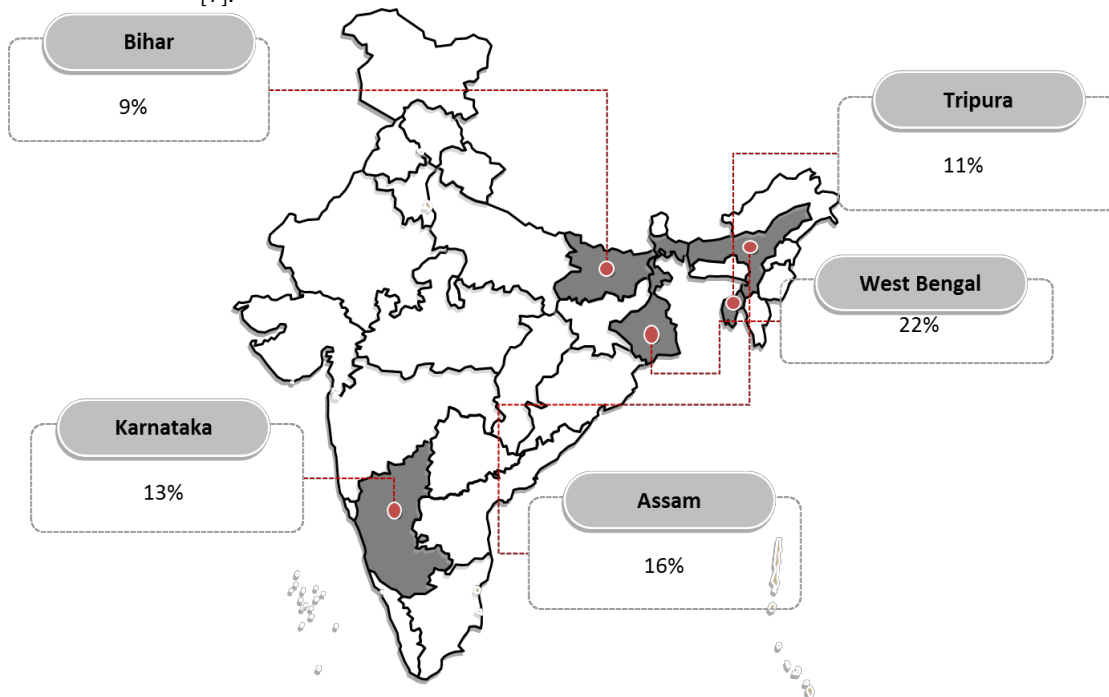 Bihar
9%
Tripura
11%
West Bengal
22%
Karnataka
13%
Assam
16%